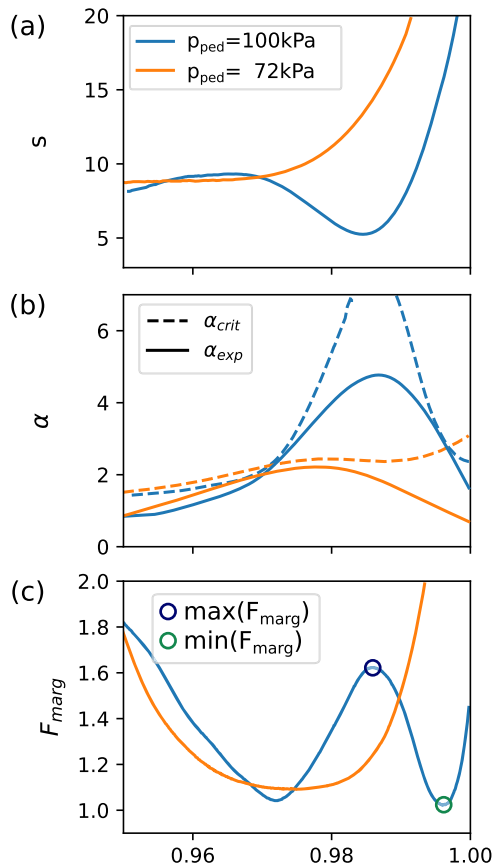 (a)
20
15
10
5
s
p_ped=100kPa
p_ped= 72kPa
(b)
6
4
2
0
α
α_crit
α_exp
(c)
2.0
1.8
1.6
1.4
1.2
1.0
F_marg
max(F_marg)
min(F_marg)
0.96 0.98 1.00